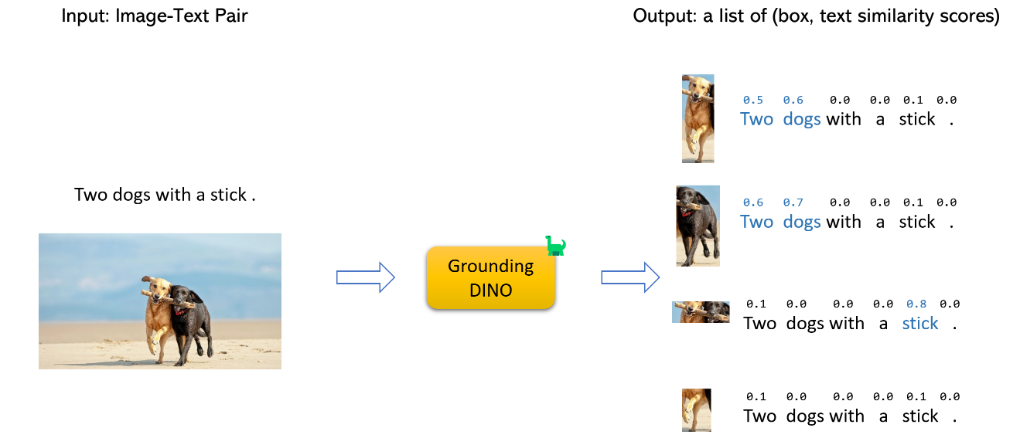 Input: Image-Text Pair
Output: a list of (box, text similarity scores)
Two dogs with a stick .
Grounding
DINO
0.5 0.6 0.0 0.0 0.1 0.0
Two dogs with a stick .
0.6 0.7 0.0 0.0 0.1 0.0
Two dogs with a stick .
0.1 0.0 0.0 0.0 0.8 0.0
Two dogs with a stick .
0.1 0.0 0.0 0.0 0.1 0.0
Two dogs with a stick .